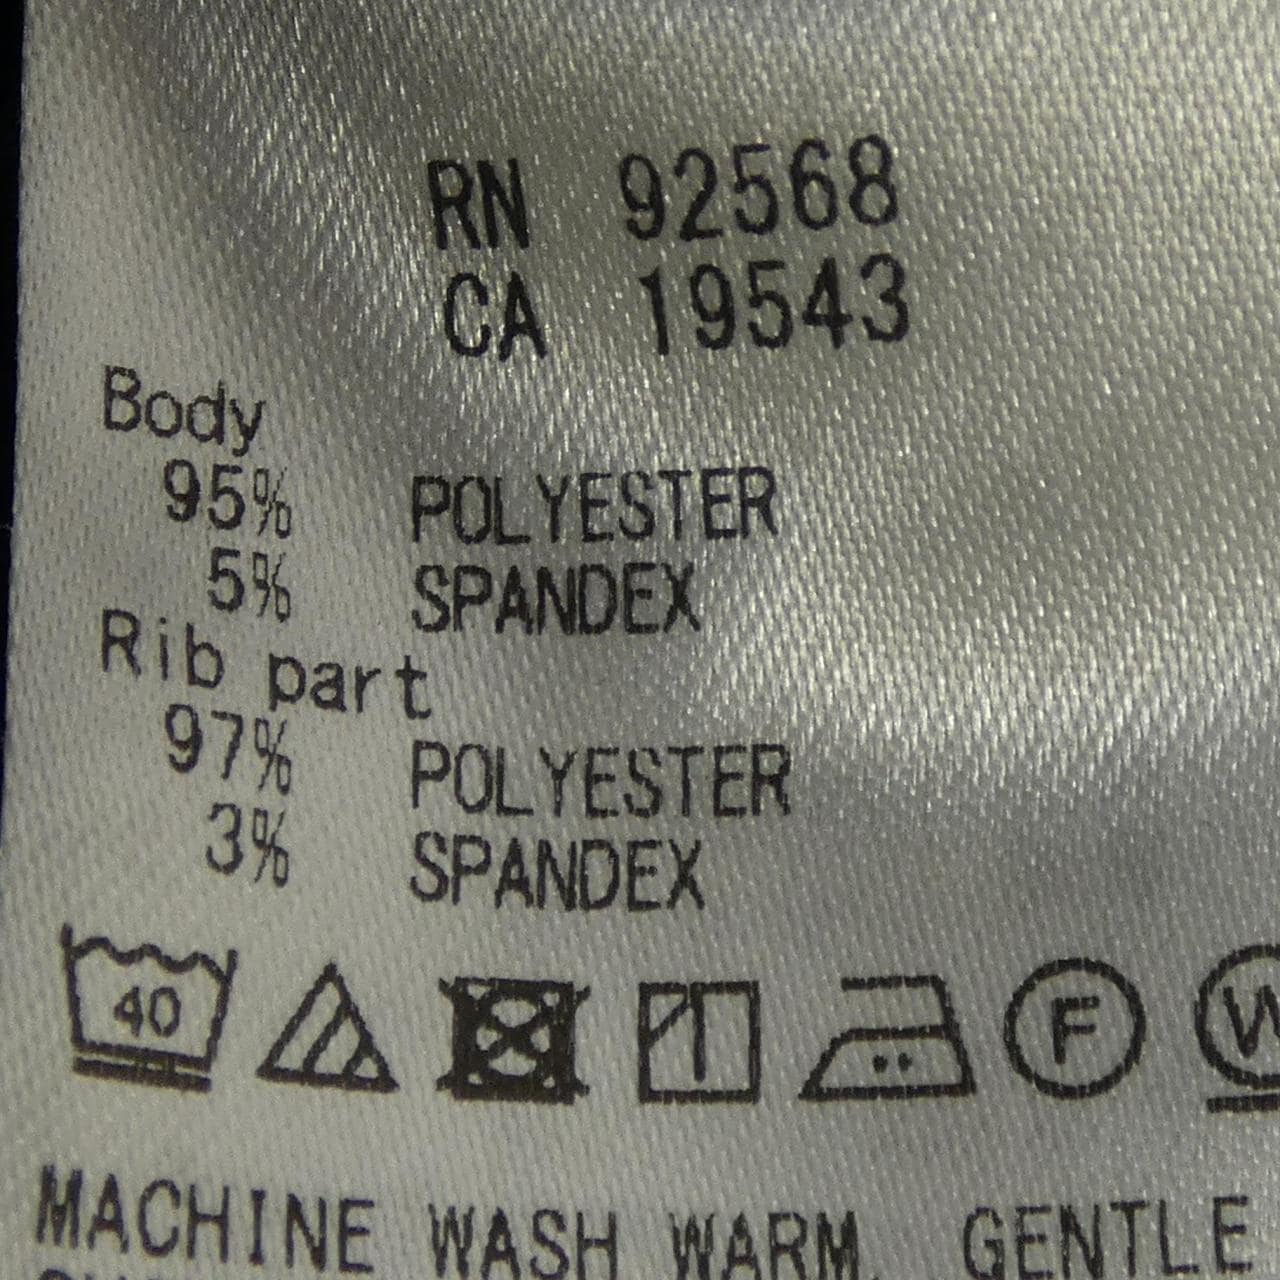 RN 92568
CA 19543
Body
95% POLYESTER
5% SPANDEX
Rib part
97% POLYESTER
3% SPANDEX
40
F
W
MACHINE WASH WARM, GENTLE